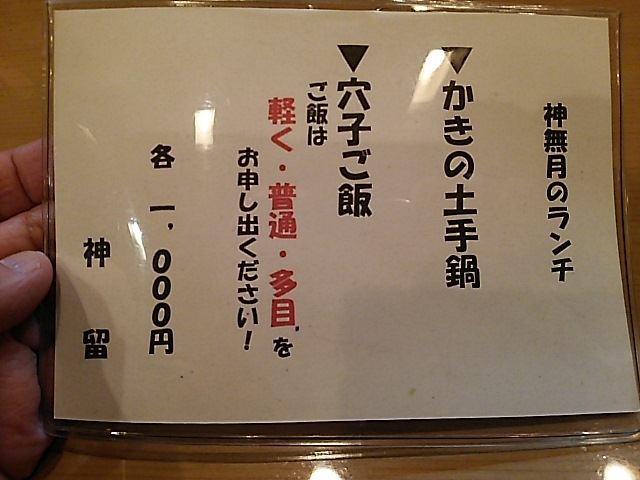 神無月のランチ
▼かきの土手鍋
▼穴子ご飯
ご飯は
軽く・普通・多目、を
お申し出ください!
各 一,000円
神 留